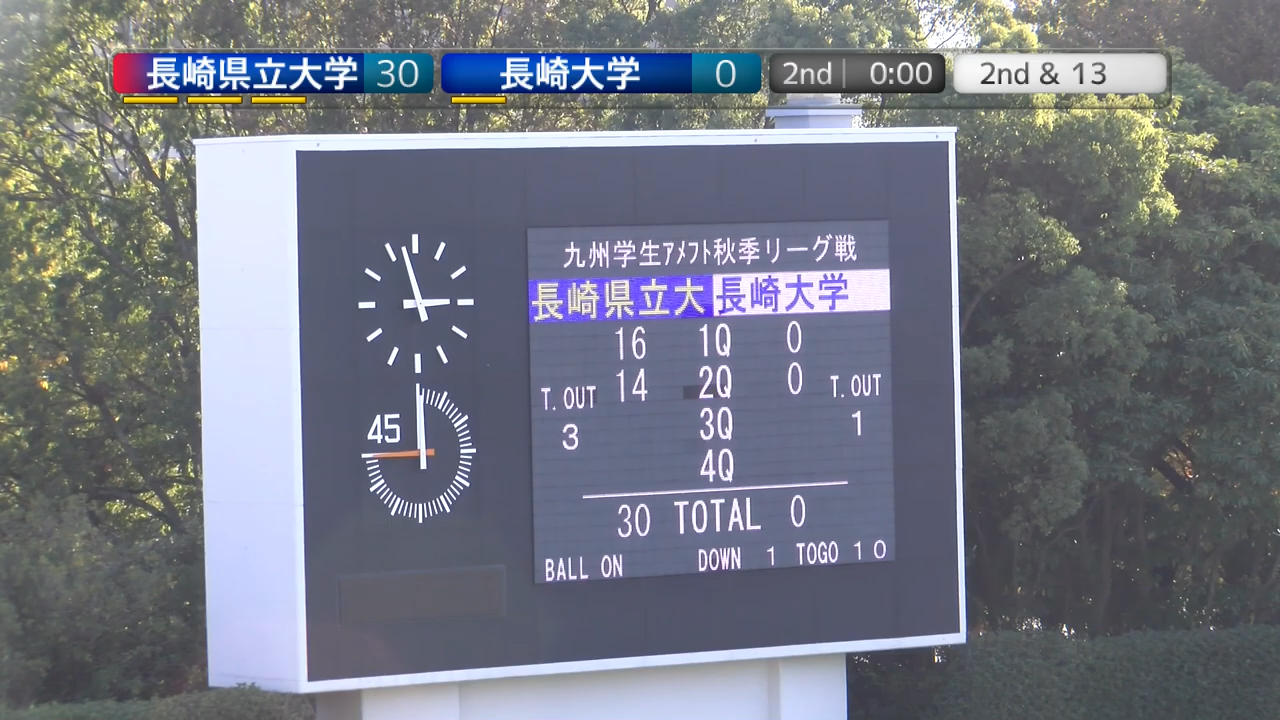 長崎県立大学 30 長崎大学 0 2nd 0:00 2nd & 13
九州学生アメフト秋季リーグ戦
長崎県立大 長崎大学
16 1Q 0
T.OUT 14 2Q 0 T.OUT
3 3Q 1
4Q
30 TOTAL 0
BALL ON DOWN 1 TOGO 10
45